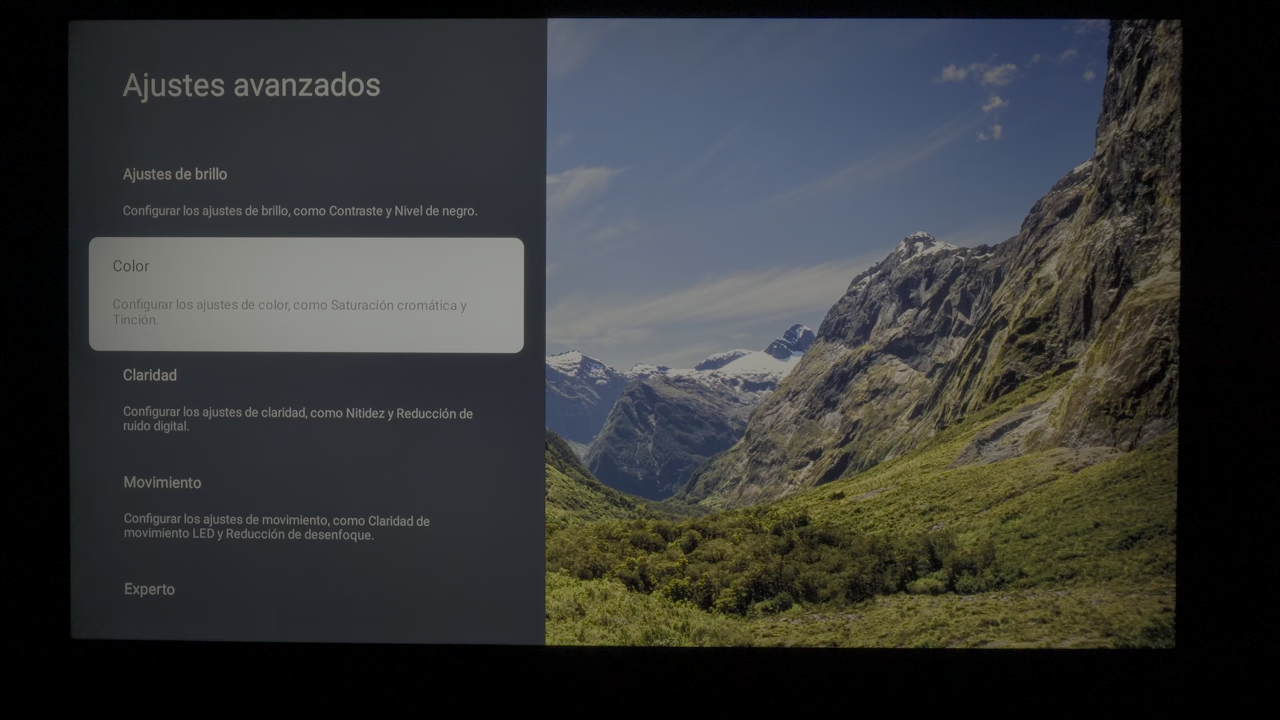 Ajustes avanzados
Ajustes de brillo
Configurar los ajustes de brillo, como Contraste y Nivel de negro.
Color
Configurar los ajustes de color, como Saturación cromática y
Tinción.
Claridad
Configurar los ajustes de claridad, como Nitidez y Reducción de
ruido digital.
Movimiento
Configurar los ajustes de movimiento, como Claridad de
movimiento LED y Reducción de desenfoque.
Experto